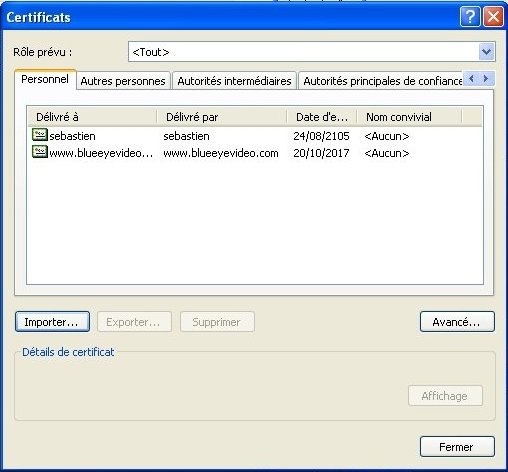 Certificats
Rôle prévu :
<Tout>
Personnel Autres personnes Autorités intermédiaires Autorités principales de confiance
Délivré à Délivré par Date d'e... Nom convivial
sebastien sebastien 24/08/2105 <Aucun>
www.blueeyevideo... www.blueeyevideo.com 20/10/2017 <Aucun>
Importer... Exporter... Supprimer Avancé...
Détails de certificat
Affichage
Fermer